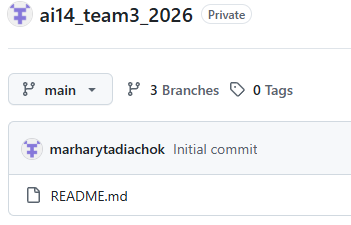 ai14_team3_2026 Private
main 3 Branches 0 Tags
marharytadiachok Initial commit
README.md